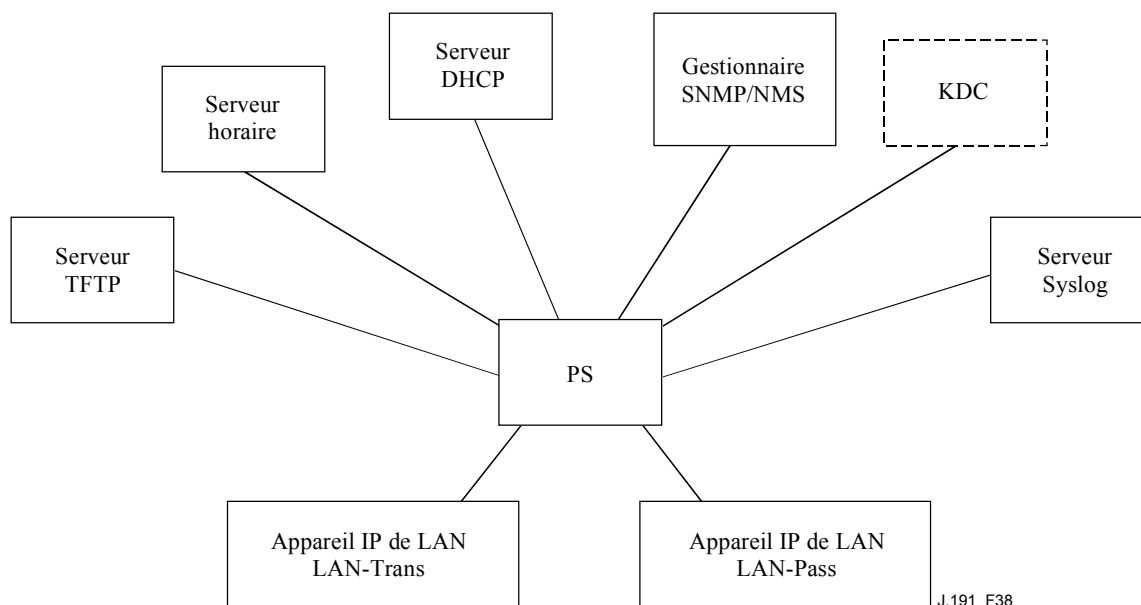 Serveur
DHCP
Gestionnaire
SNMP/NMS
KDC
Serveur
horaire
Serveur
TFTP
Serveur
Syslog
PS
Appareil IP de LAN
LAN-Trans
Appareil IP de LAN
LAN-Pass
J.191_F38